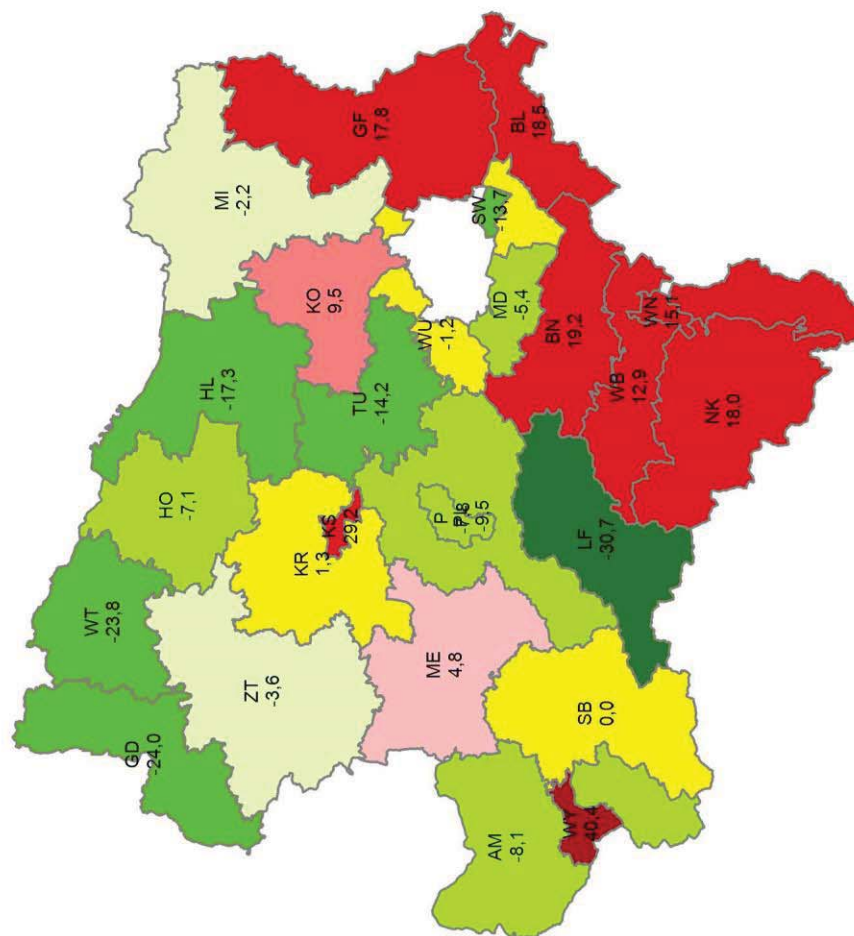 WT
-23,8
GD
-24,0
HO
-7,1
HL
-17,3
MI
-2,2
ZT
-3,6
KR
1,3
KO
9,5
KS
29,2
TU
-14,2
GF
17,8
WU
-1,2
ME
4,8
P
-7,8
PL
-9,5
SW
-13,7
AM
-8,1
MD
-5,4
BL
18,5
BN
19,2
WY
40,4
SB
0,0
LF
-30,7
WB
12,9
WN
15,1
NK
18,0